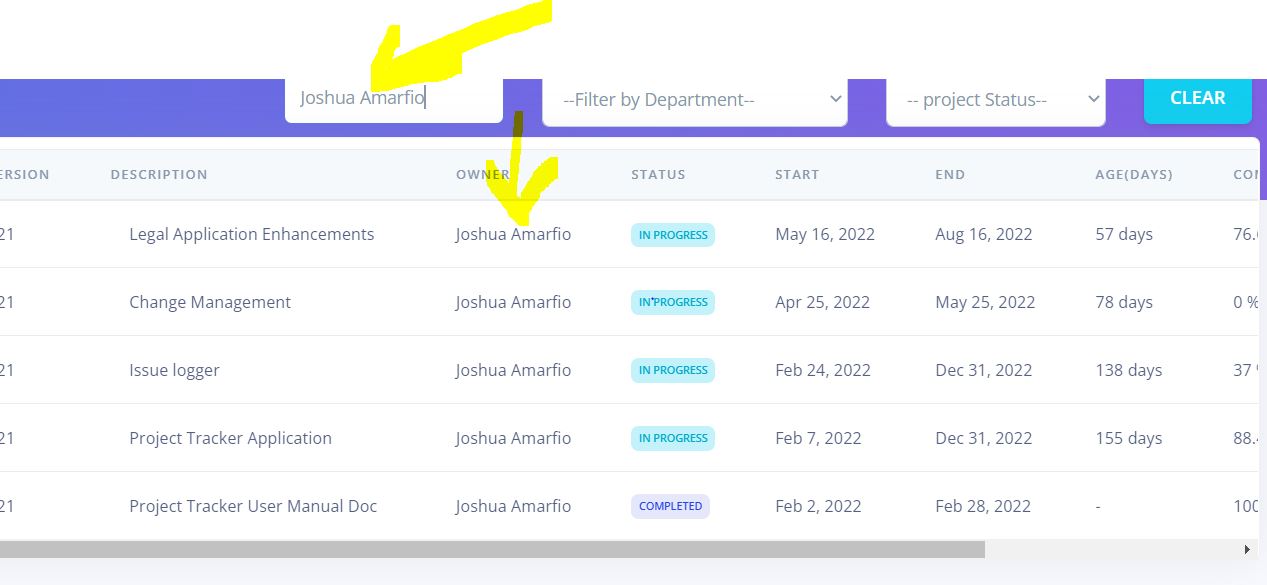 Joshua Amarfio --Filter by Department-- -- project Status-- CLEAR
ERSION DESCRIPTION OWNER STATUS START END AGE(DAYS) CO
21 Legal Application Enhancements Joshua Amarfio IN PROGRESS May 16, 2022 Aug 16, 2022 57 days 76.
21 Change Management Joshua Amarfio IN PROGRESS Apr 25, 2022 May 25, 2022 78 days 0 %
21 Issue logger Joshua Amarfio IN PROGRESS Feb 24, 2022 Dec 31, 2022 138 days 37
21 Project Tracker Application Joshua Amarfio IN PROGRESS Feb 7, 2022 Dec 31, 2022 155 days 88.
21 Project Tracker User Manual Doc Joshua Amarfio COMPLETED Feb 2, 2022 Feb 28, 2022 - 100